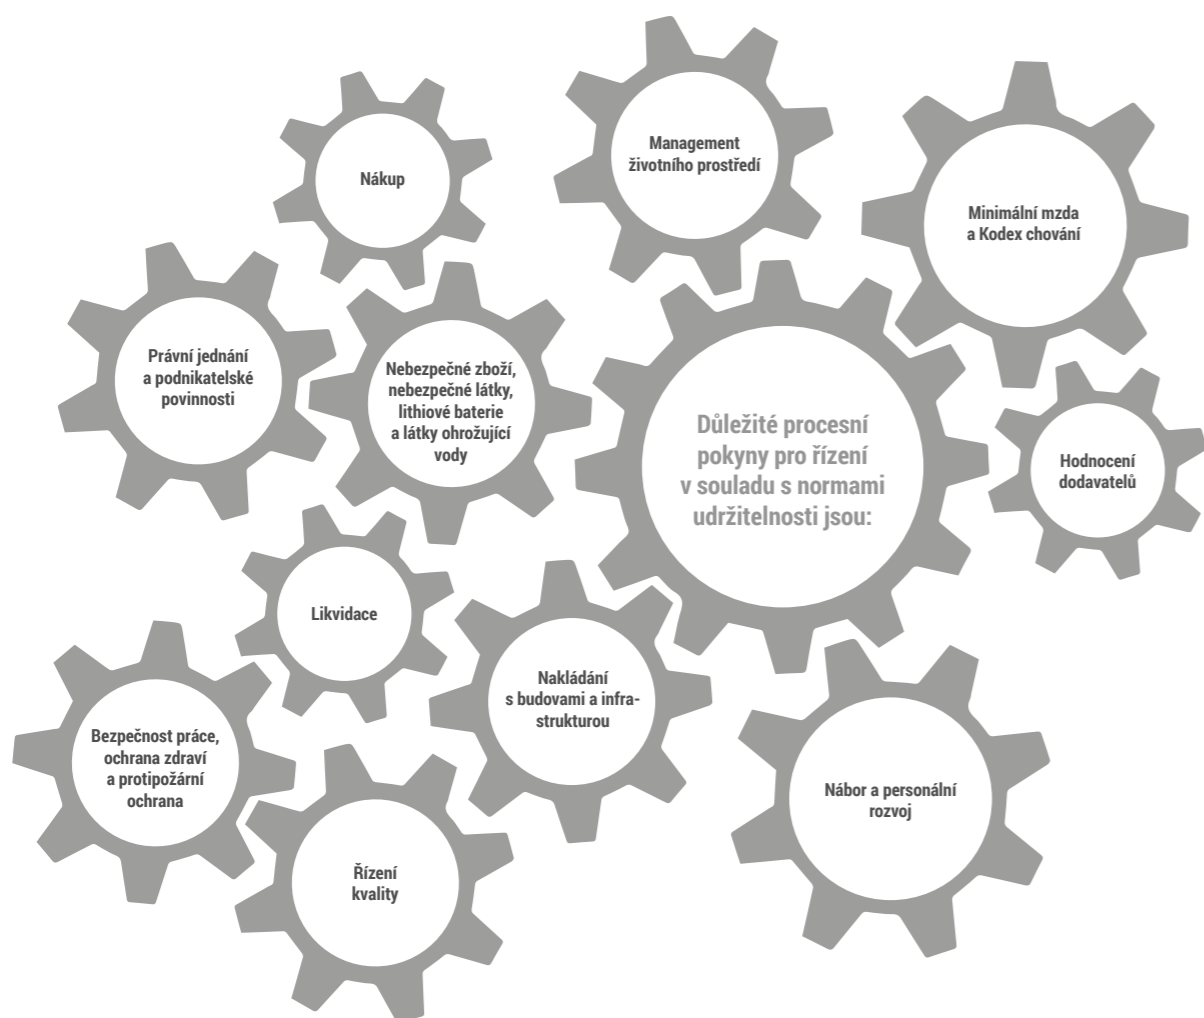 Management
životního prostředí
Nákup
Minimální mzda
a Kodex chování
Právní jednání
a podnikatelské
povinnosti
Nebezpečné zboží,
nebezpečné látky,
lithiové baterie
a látky ohrožující
vody
Důležité procesní
pokyny pro řízení
v souladu s normami
udržitelnosti jsou:
Hodnocení
dodavatelů
Likvidace
Nakládání
s budovami a infra-
strukturou
Bezpečnost práce,
ochrana zdraví
a protipožární
ochrana
Nábor a personální
rozvoj
Řízení
kvality